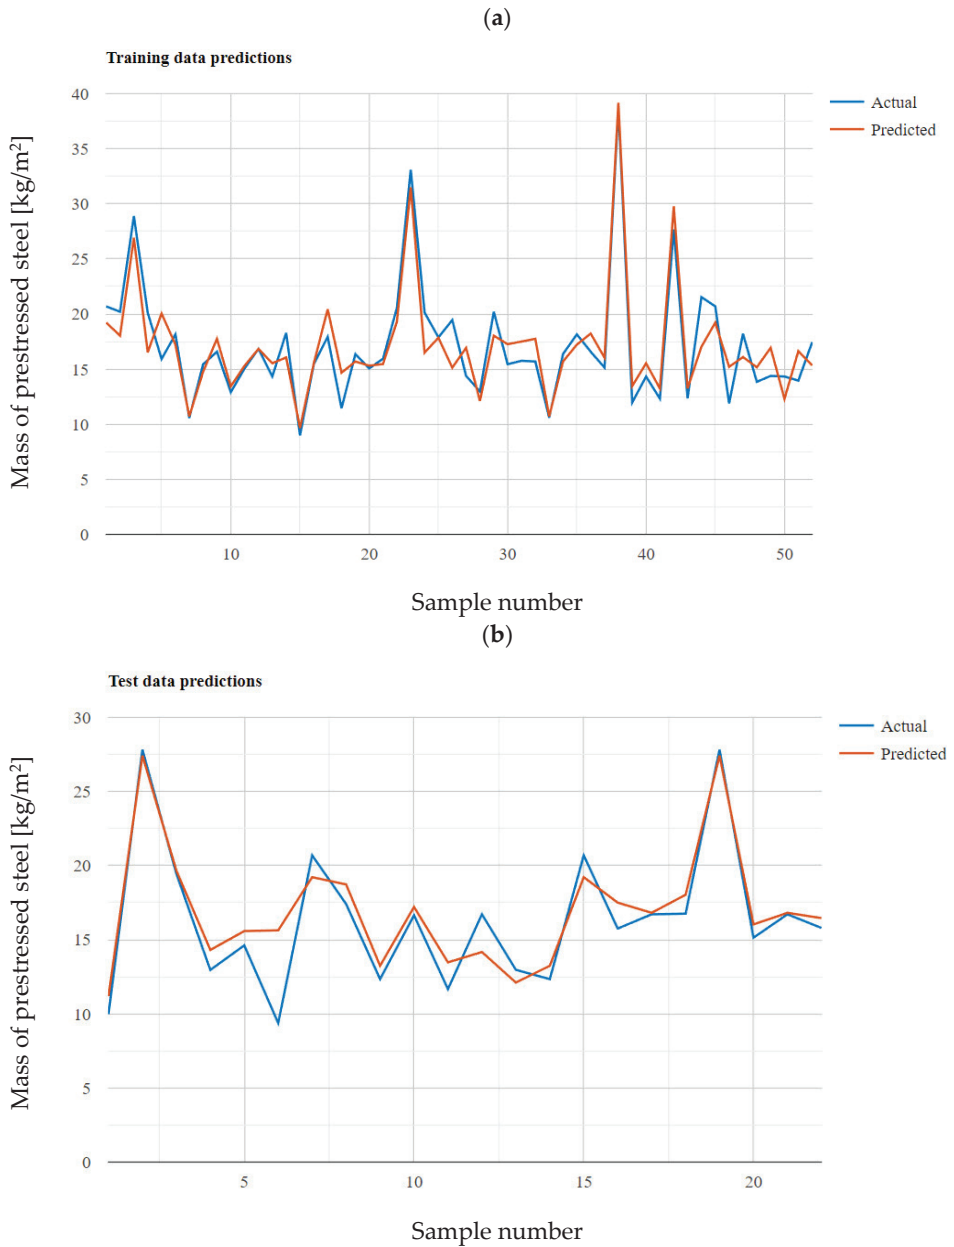 (a)
Training data predictions
40
35
30
25
20
15
10
5
0
Mass of prestressed steel [kg/m²]
Actual
Predicted
10 20 30 40 50
Sample number
(b)
Test data predictions
30
25
20
15
10
5
0
Mass of prestressed steel [kg/m²]
Actual
Predicted
5 10 15 20
Sample number